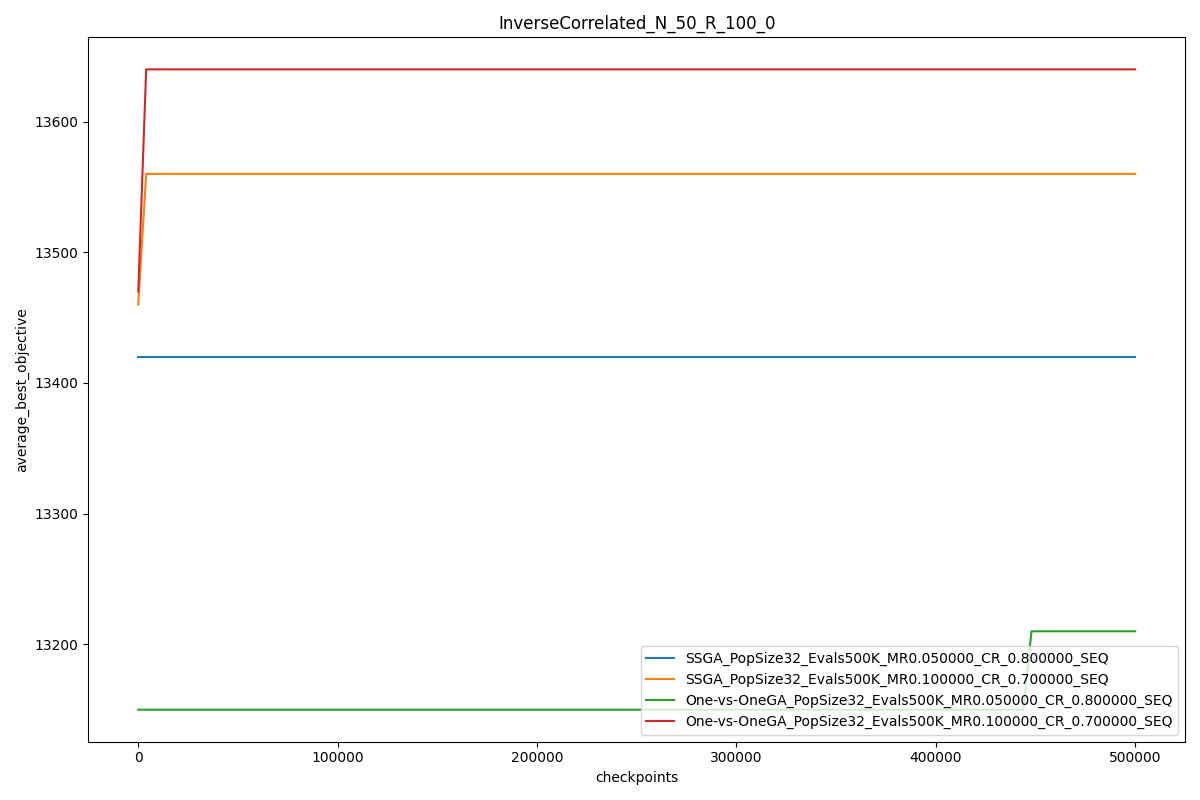 InverseCorrelated_N_50_R_100_0
average_best_objective
13600
13500
13400
13300
13200
SSGA_PopSize32_Evals500K_MR0.050000_CR_0.800000_SEQ
SSGA_PopSize32_Evals500K_MR0.100000_CR_0.700000_SEQ
One-vs-OneGA_PopSize32_Evals500K_MR0.050000_CR_0.800000_SEQ
One-vs-OneGA_PopSize32_Evals500K_MR0.100000_CR_0.700000_SEQ
0 100000 200000 300000 400000 500000
checkpoints